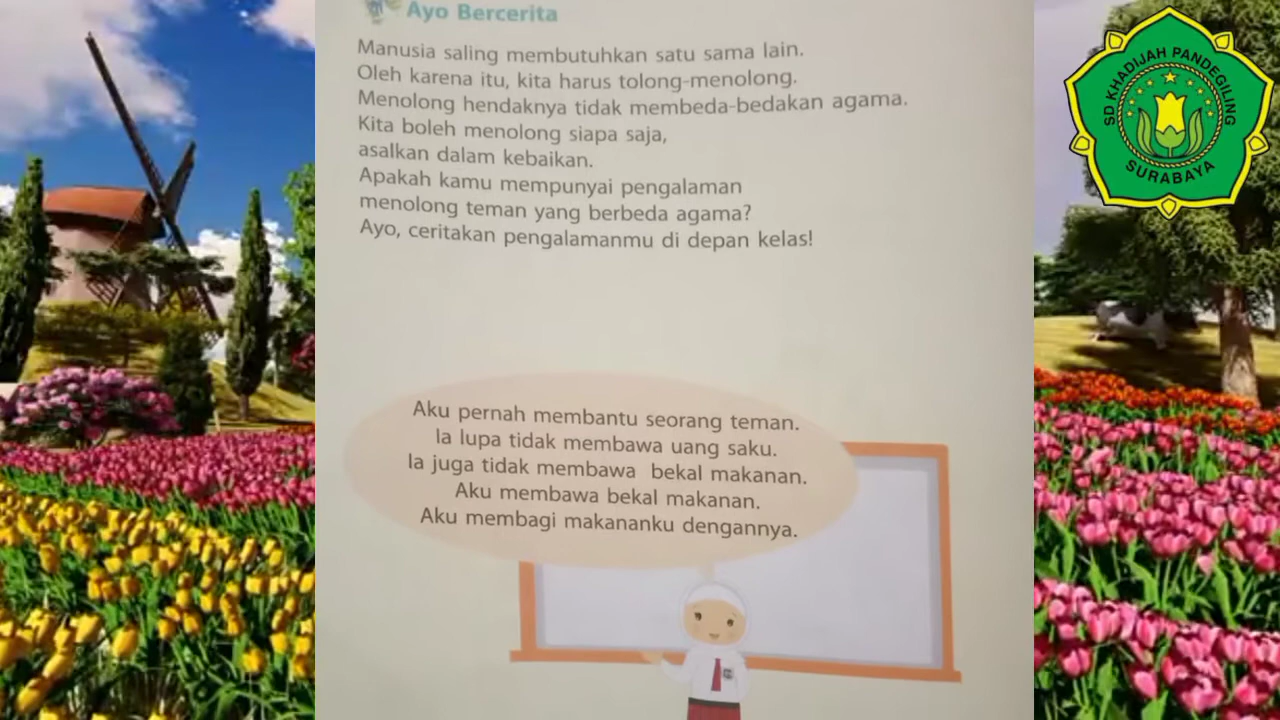 Ayo Bercerita
Manusia saling membutuhkan satu sama lain.
Oleh karena itu, kita harus tolong-menolong.
Menolong hendaknya tidak membeda-bedakan agama.
Kita boleh menolong siapa saja,
asalkan dalam kebaikan.
Apakah kamu mempunyai pengalaman
menolong teman yang berbeda agama?
Ayo, ceritakan pengalamanmu di depan kelas!
Aku pernah membantu seorang teman.
Ia lupa tidak membawa uang saku.
Ia juga tidak membawa bekal makanan.
Aku membawa bekal makanan.
Aku membagi makananku dengannya.
SD KHADIJAH PANDEGILING
SURABAYA